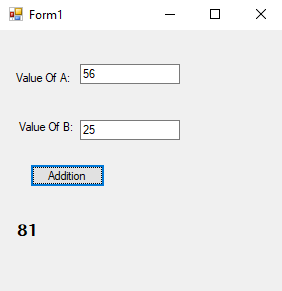 Form1
Value Of A: 56
Value Of B: 25
Addition
81